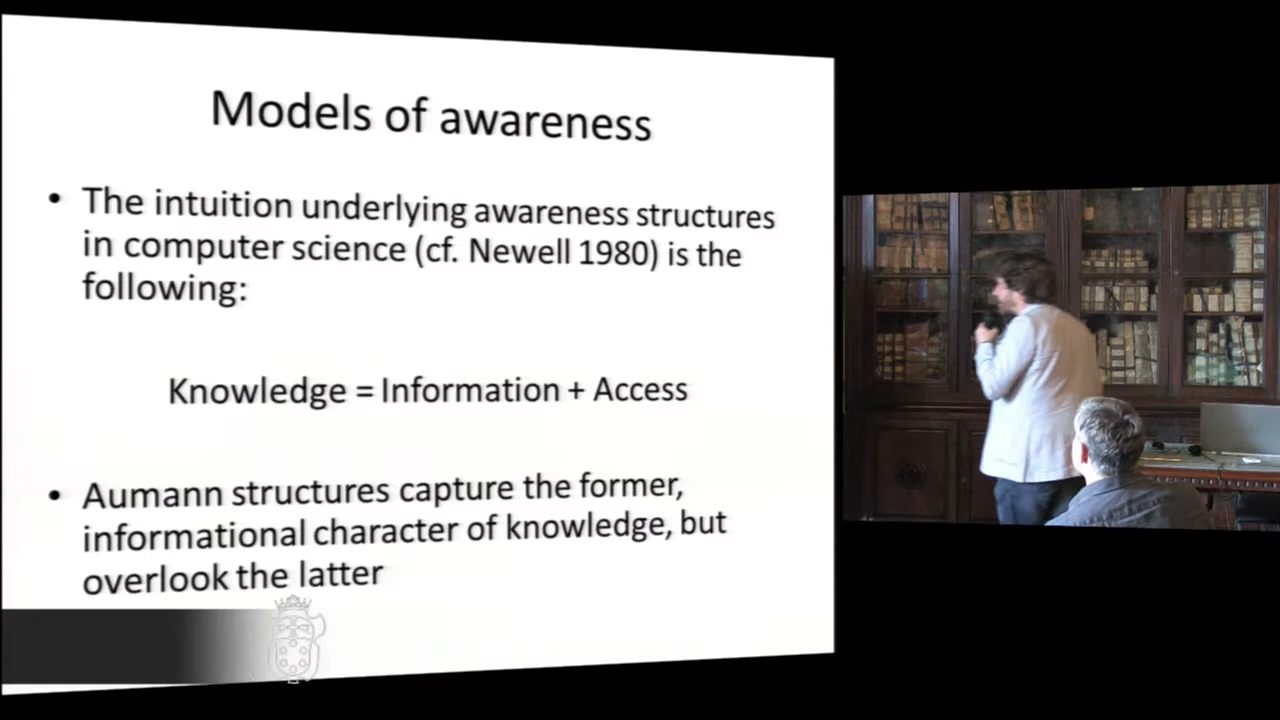 Models of awareness
• The intuition underlying awareness structures
in computer science (cf. Newell 1980) is the
following:
Knowledge = Information + Access
• Aumann structures capture the former,
informational character of knowledge, but
overlook the latter